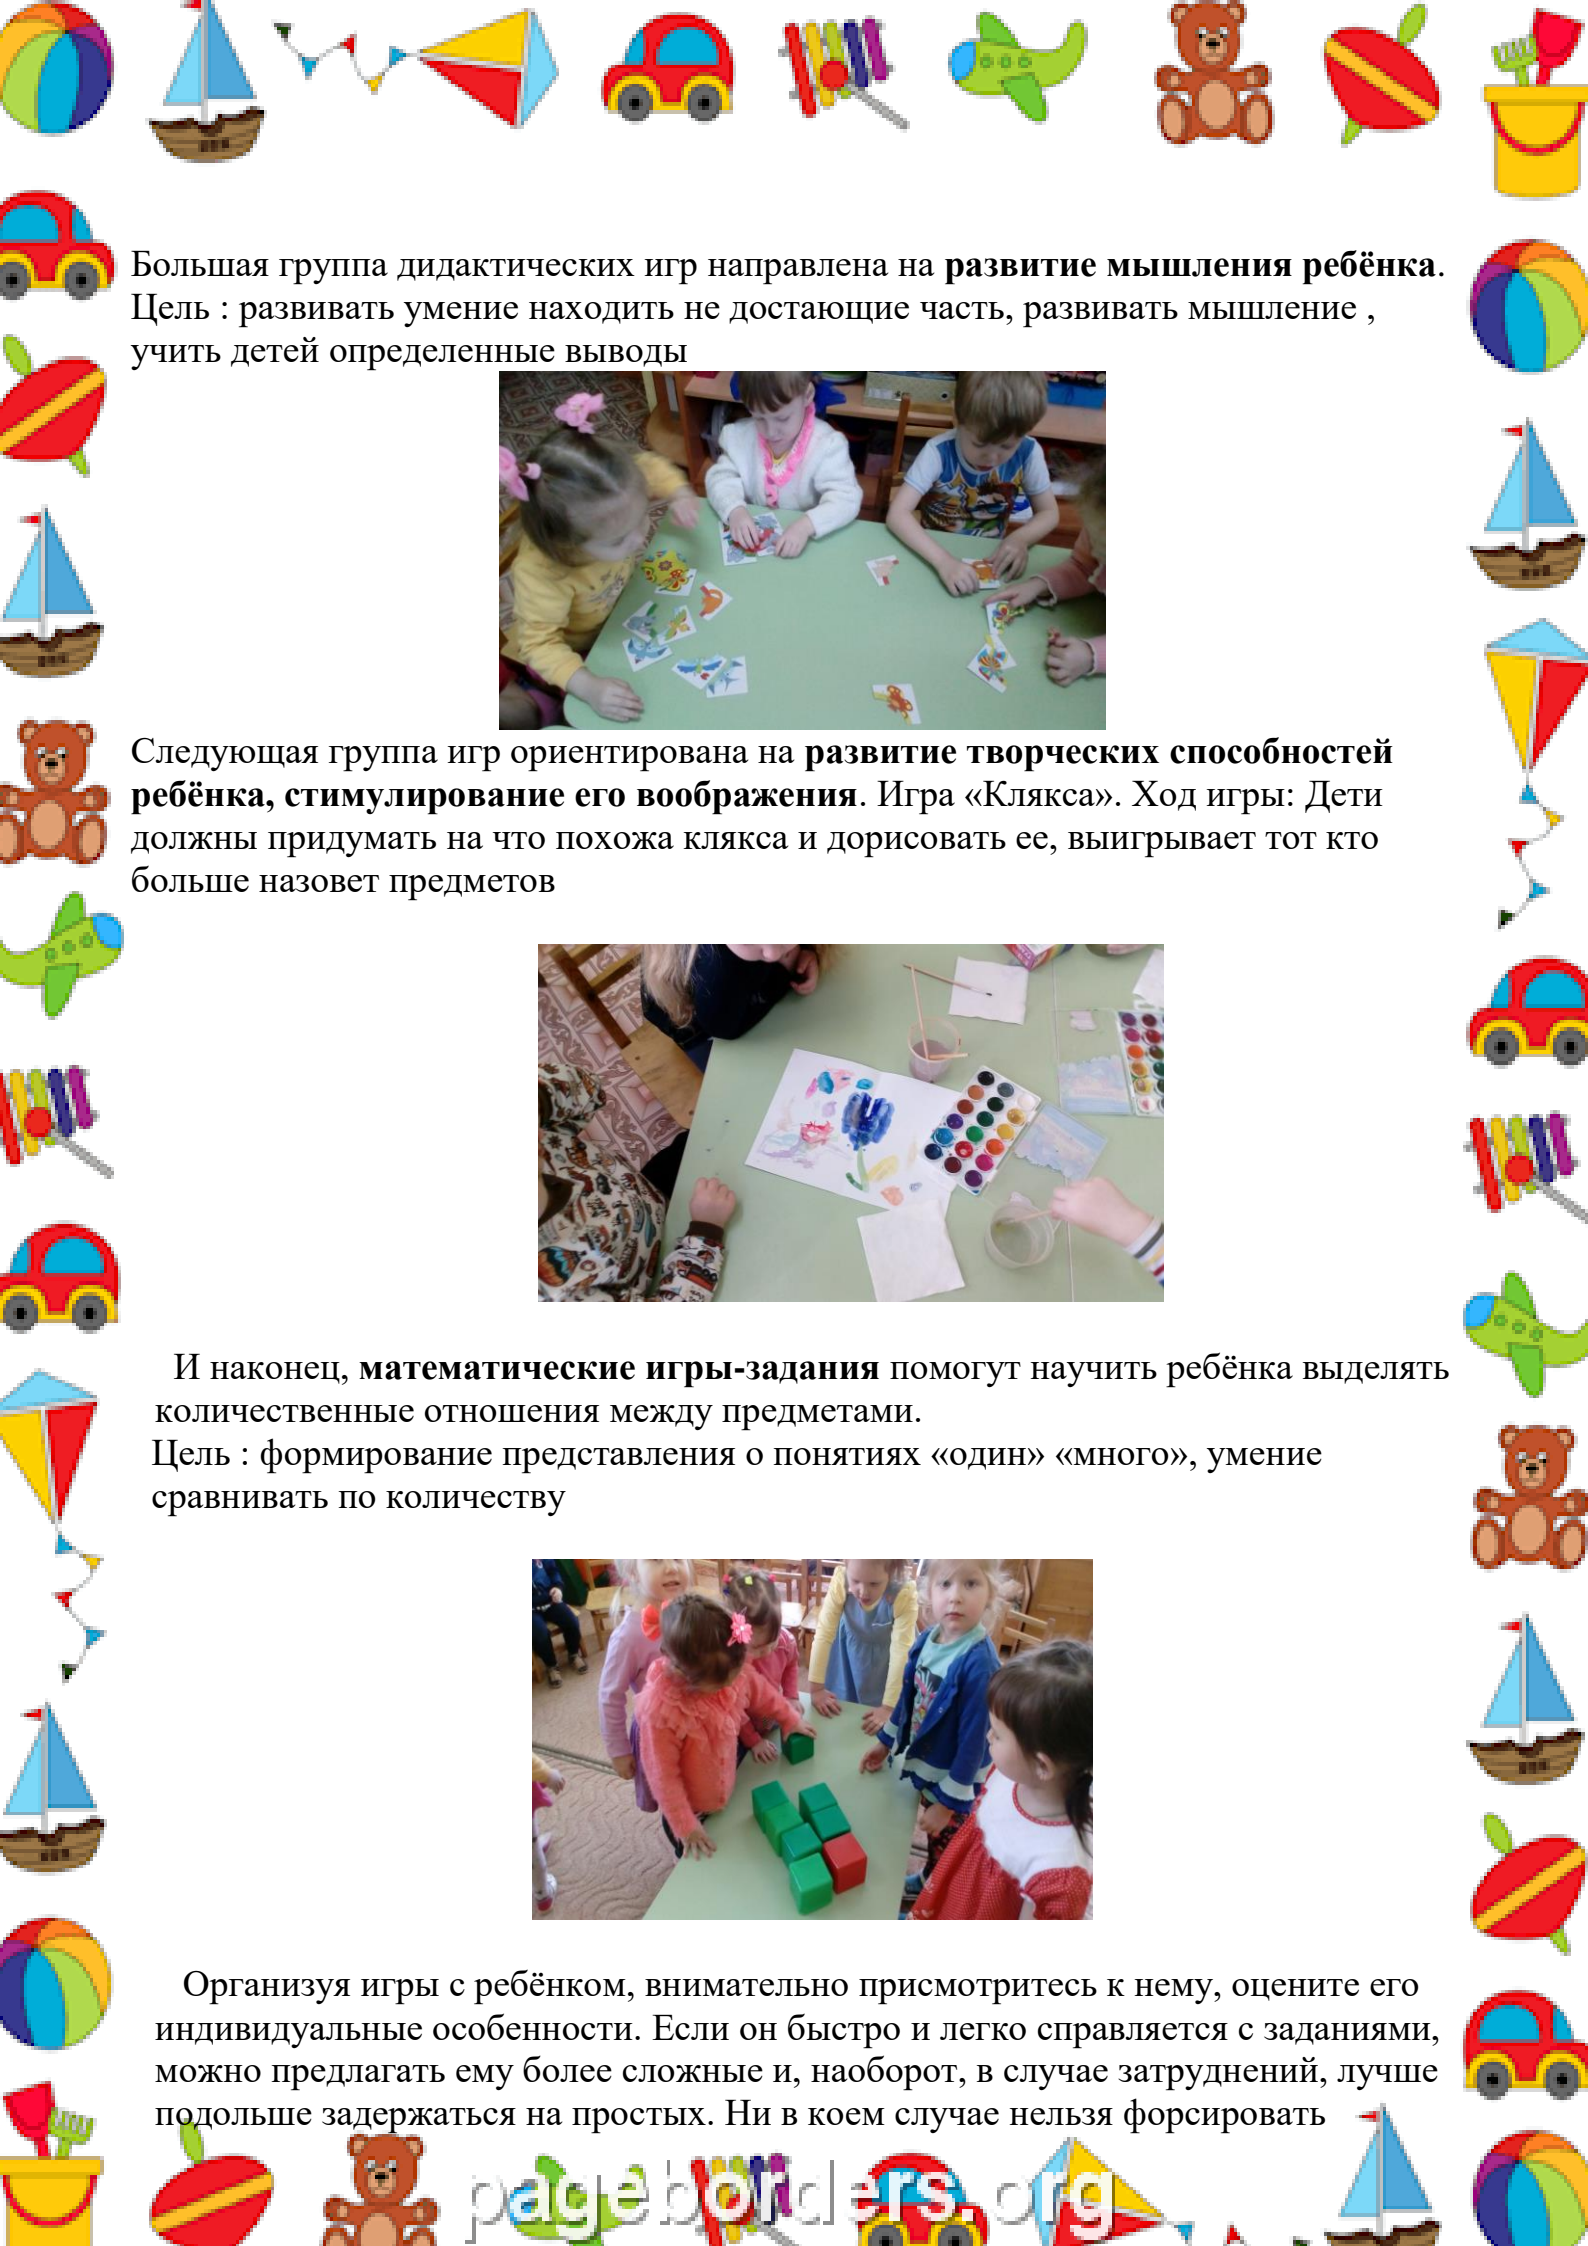 Большая группа дидактических игр направлена на развитие мышления ребёнка.
Цель : развивать умение находить не достающие часть, развивать мышление ,
учить детей определенные выводы
Следующая группа игр ориентирована на развитие творческих способностей
ребёнка, стимулирование его воображения. Игра «Клякса». Ход игры: Дети
должны придумать на что похожа клякса и дорисовать ее, выигрывает тот кто
больше назовет предметов
И наконец, математические игры-задания помогут научить ребёнка выделять
количественные отношения между предметами.
Цель : формирование представления о понятиях «один» «много», умение
сравнивать по количеству
Организуя игры с ребёнком, внимательно присмотритесь к нему, оцените его
индивидуальные особенности. Если он быстро и легко справляется с заданиями,
можно предлагать ему более сложные и, наоборот, в случае затруднений, лучше
подольше задержаться на простых. Ни в коем случае нельзя форсировать
pageborders.org